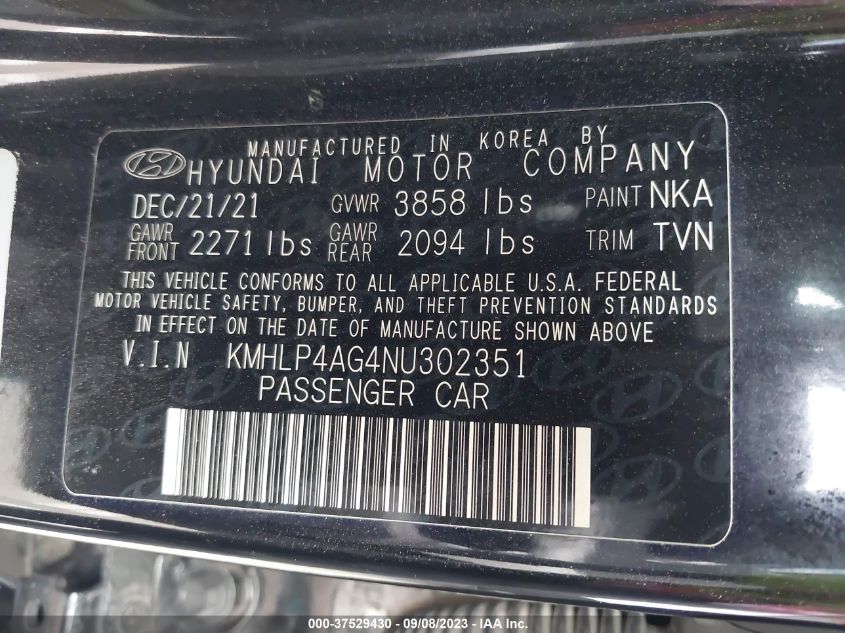 MANUFACTURED IN KOREA BY
HYUNDAI MOTOR COMPANY
DEC/21/21 GVWR 3858 lbs PAINT NKA
GAWR FRONT 2271 lbs GAWR REAR 2094 lbs TRIM TVN
THIS VEHICLE CONFORMS TO ALL APPLICABLE U.S.A. FEDERAL
MOTOR VEHICLE SAFETY, BUMPER, AND THEFT PREVENTION STANDARDS
IN EFFECT ON THE DATE OF MANUFACTURE SHOWN ABOVE
V.I.N KMHLP4AG4NU302351
PASSENGER CAR
000-37529430 - 09/08/2023 - IAAI.COM